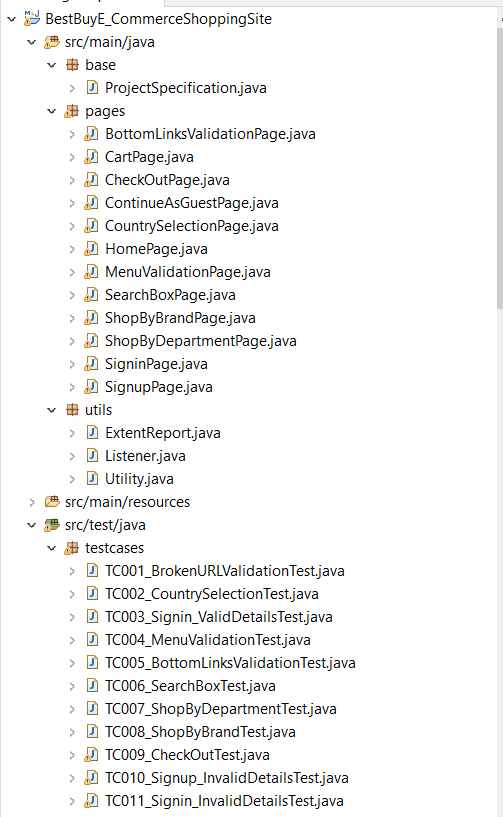 BestBuyE_CommerceShoppingSite
src/main/java
base
ProjectSpecification.java
pages
BottomLinksValidationPage.java
CartPage.java
CheckOutPage.java
ContinueAsGuestPage.java
CountrySelectionPage.java
HomePage.java
MenuValidationPage.java
SearchBoxPage.java
ShopByBrandPage.java
ShopByDepartmentPage.java
SigninPage.java
SignupPage.java
utils
ExtentReport.java
Listener.java
Utility.java
src/main/resources
src/test/java
testcases
TC001_BrokenURLValidationTest.java
TC002_CountrySelectionTest.java
TC003_Signin_ValidDetailsTest.java
TC004_MenuValidationTest.java
TC005_BottomLinksValidationTest.java
TC006_SearchBoxTest.java
TC007_ShopByDepartmentTest.java
TC008_ShopByBrandTest.java
TC009_CheckOutTest.java
TC010_Signup_InvalidDetailsTest.java
TC011_Signin_InvalidDetailsTest.java